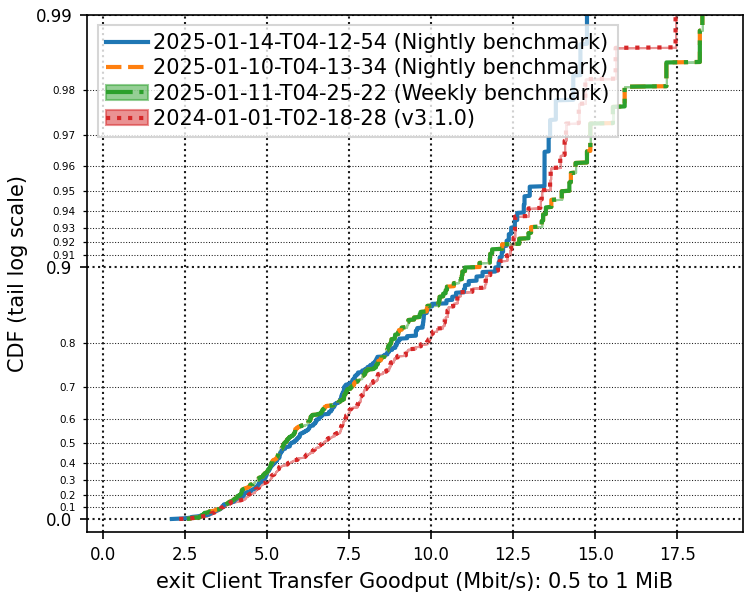 0.99
2025-01-14-T04-12-54 (Nightly benchmark)
2025-01-10-T04-13-34 (Nightly benchmark)
2025-01-11-T04-25-22 (Weekly benchmark)
2024-01-01-T02-18-28 (v3.1.0)
0.98
0.97
0.96
0.95
0.94
0.93
0.92
0.91
0.9
0.8
0.7
0.6
0.5
0.4
0.3
0.2
0.1
0.0
CDF (tail log scale)
0.0 2.5 5.0 7.5 10.0 12.5 15.0 17.5
exit Client Transfer Goodput (Mbit/s): 0.5 to 1 MiB